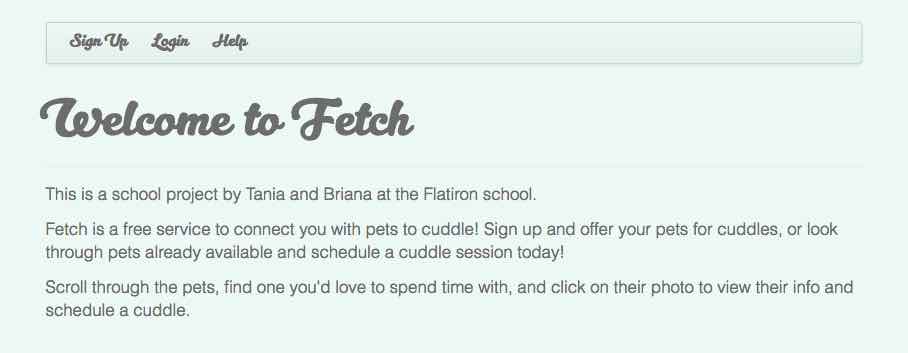 Sign Up Login Help
Welcome to Fetch
This is a school project by Tania and Briana at the Flatiron school.
Fetch is a free service to connect you with pets to cuddle! Sign up and offer your pets for cuddles, or look
through pets already available and schedule a cuddle session today!
Scroll through the pets, find one you'd love to spend time with, and click on their photo to view their info and
schedule a cuddle.